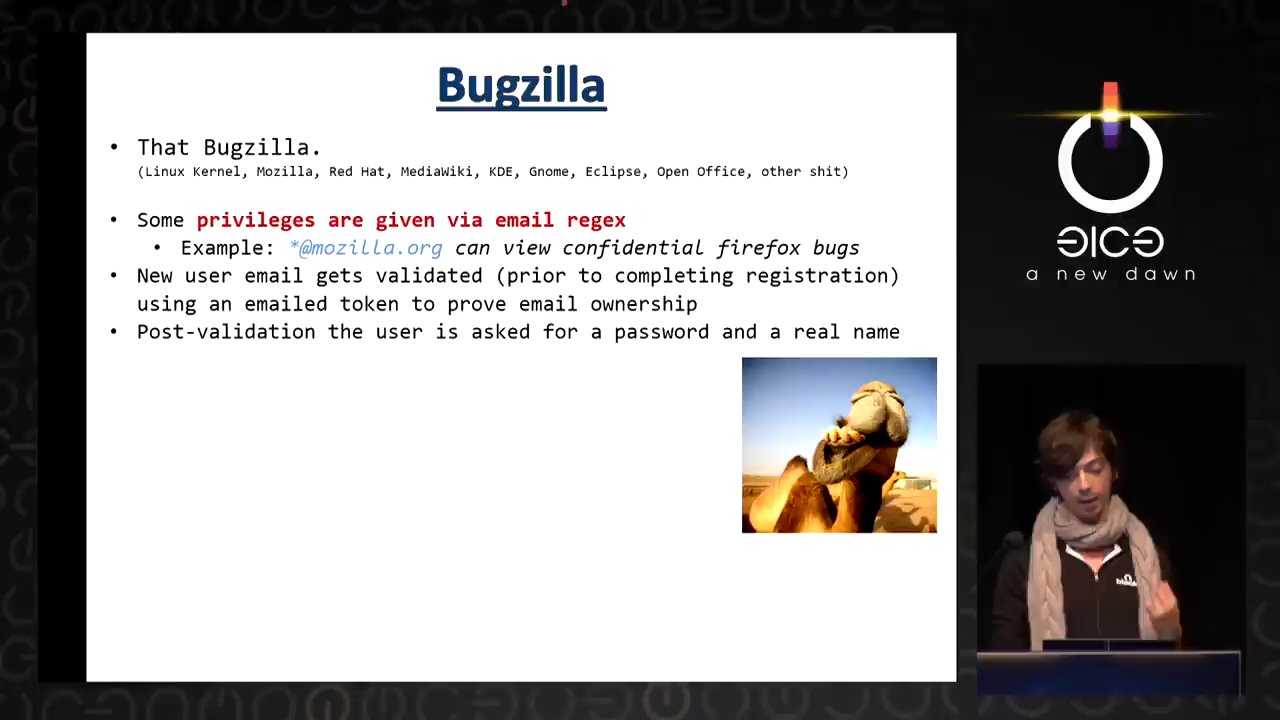 Bugzilla
• That Bugzilla.
(Linux Kernel, Mozilla, Red Hat, MediaWiki, KDE, Gnome, Eclipse, Open Office, other shit)
• Some privileges are given via email regex
• Example: *@mozilla.org can view confidential firefox bugs
• New user email gets validated (prior to completing registration)
using an emailed token to prove email ownership
• Post-validation the user is asked for a password and a real name
a new dawn